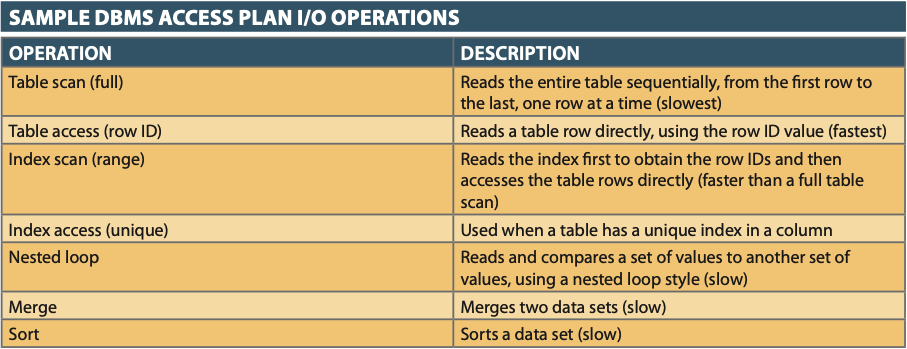 SAMPLE DBMS ACCESS PLAN I/O OPERATIONS
OPERATION DESCRIPTION
Table scan (full) Reads the entire table sequentially, from the first row to
the last, one row at a time (slowest)
Table access (row ID) Reads a table row directly, using the row ID value (fastest)
Index scan (range) Reads the index first to obtain the row IDs and then
accesses the table rows directly (faster than a full table
scan)
Index access (unique) Used when a table has a unique index in a column
Nested loop Reads and compares a set of values to another set of
values, using a nested loop style (slow)
Merge Merges two data sets (slow)
Sort Sorts a data set (slow)